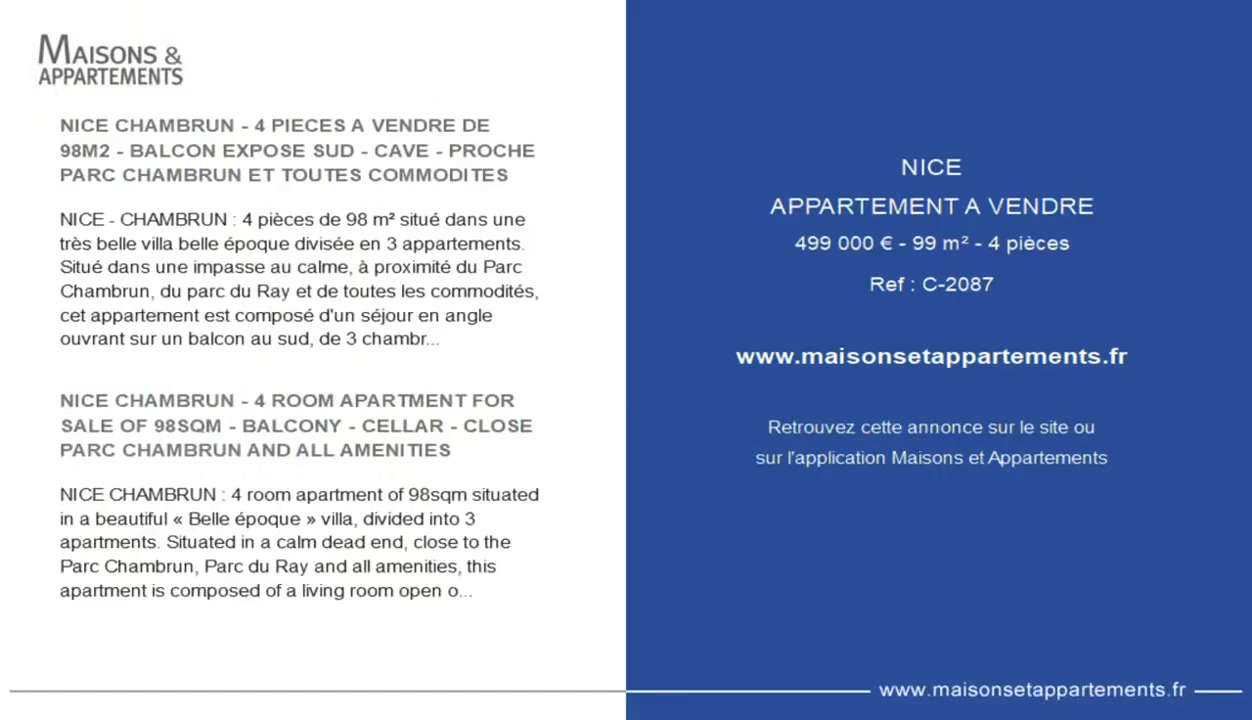 MAISONS &
APPARTEMENTS
NICE CHAMBRUN - 4 PIECES A VENDRE DE
98M2 - BALCON EXPOSE SUD - CAVE - PROCHE
PARC CHAMBRUN ET TOUTES COMMODITES
NICE - CHAMBRUN : 4 pièces de 98 m² situé dans une
très belle villa belle époque divisée en 3 appartements.
Situé dans une impasse au calme, à proximité du Parc
Chambrun, du parc du Ray et de toutes les commodités,
cet appartement est composé d'un séjour en angle
ouvrant sur un balcon au sud, de 3 chambr...
NICE CHAMBRUN - 4 ROOM APARTMENT FOR
SALE OF 98SQM - BALCONY - CELLAR - CLOSE
PARC CHAMBRUN AND ALL AMENITIES
NICE CHAMBRUN : 4 room apartment of 98sqm situated
in a beautiful « Belle époque » villa, divided into 3
apartments. Situated in a calm dead end, close to the
Parc Chambrun, Parc du Ray and all amenities, this
apartment is composed of a living room open o...
NICE
APPARTEMENT A VENDRE
499 000 € - 99 m² - 4 pièces
Ref : C-2087
www.maisonsetappartements.fr
Retrouvez cette annonce sur le site ou
sur l'application Maisons et Appartements
www.maisonsetappartements.fr